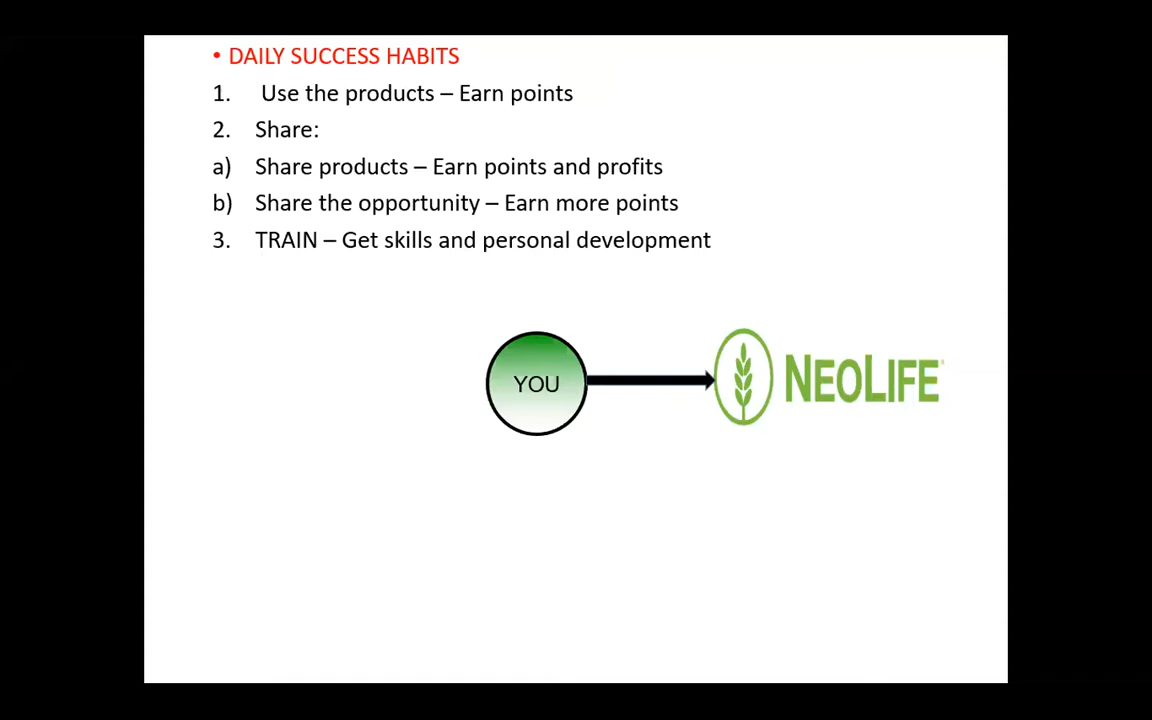 • DAILY SUCCESS HABITS
1. Use the products – Earn points
2. Share:
a) Share products – Earn points and profits
b) Share the opportunity – Earn more points
3. TRAIN – Get skills and personal development
YOU
NEOLIFE